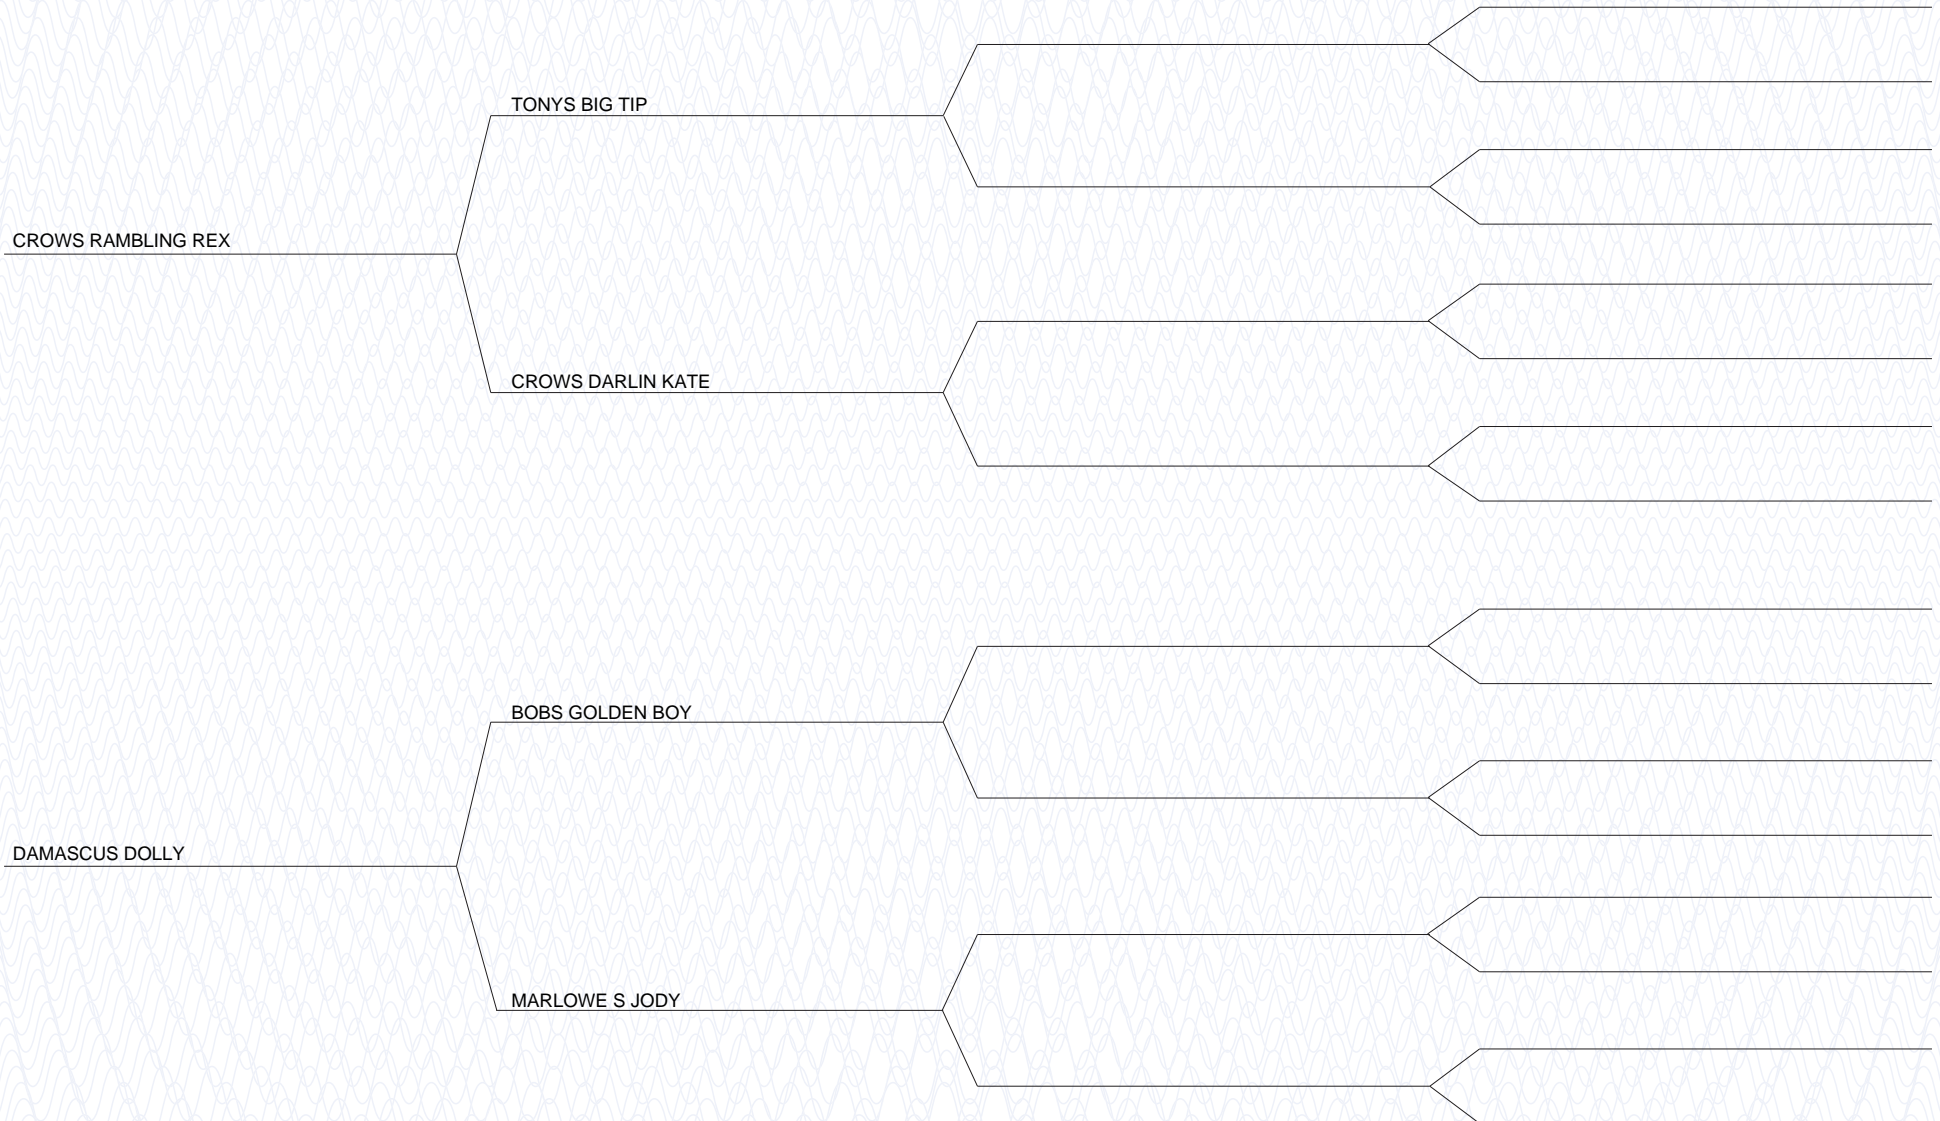 TONYS BIG TIP
CROWS RAMBLING REX
CROWS DARLIN KATE
BOBS GOLDEN BOY
DAMASCUS DOLLY
MARLOWE S JODY